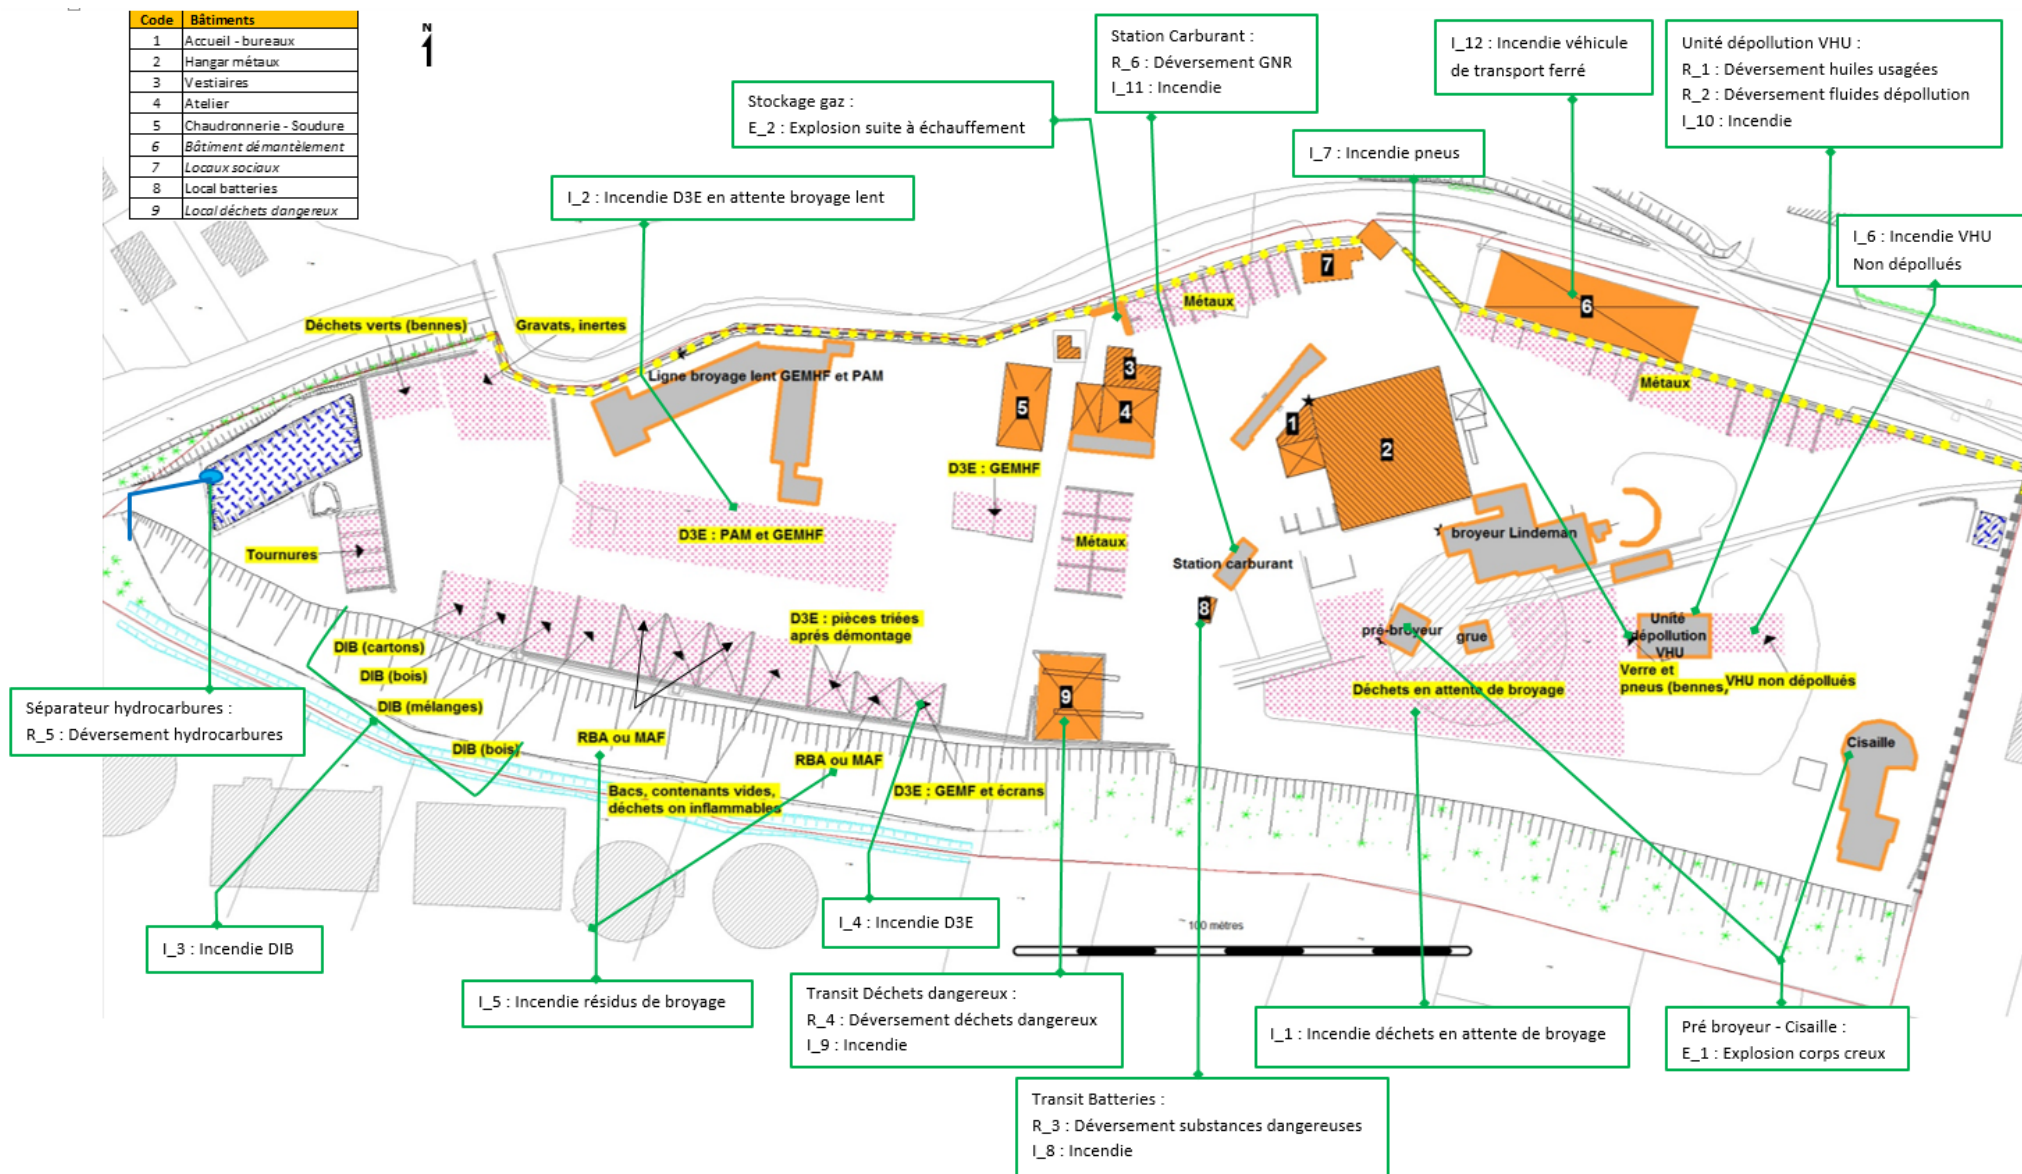 Code Bâtiments
1 Accueil - bureaux
2 Hangar métaux
3 Vestiaires
4 Atelier
5 Chaudronnerie - Soudure
6 Bâtiment démantèlement
7 Locaux sociaux
8 Local batteries
9 Local déchets dangereux
N
Station Carburant :
R_6 : Déversement GNR
I_11 : Incendie
I_12 : Incendie véhicule
de transport ferré
Unité dépollution VHU :
R_1 : Déversement huiles usagées
R_2 : Déversement fluides dépollution
I_10 : Incendie
Stockage gaz :
E_2 : Explosion suite à échauffement
I_7 : Incendie pneus
I_2 : Incendie D3E en attente broyage lent
I_6 : Incendie VHU
Non dépollués
7
Métaux
6
Déchets verts (bennes)
Gravats, inertes
Ligne broyage lent GEMHF et PAM
3
Métaux
5
4
1
2
D3E : GEMHF
D3E : PAM et GEMHF
Métaux
broyeur Lindeman
Tournures
Station carburant
8
D3E : pièces triées
aprés démontage
pré-broyeur
grue
Unité
dépollution
VHU
DIB (cartons)
DIB (bois)
DIB (mélanges)
DIB (bois)
RBA ou MAF
RBA ou MAF
9
Déchets en attente de broyage
Verre et
pneus (bennes,
VHU non dépollués
Cisaille
Bacs, contenants vides,
déchets on inflammables
D3E : GEMF et écrans
Séparateur hydrocarbures :
R_5 : Déversement hydrocarbures
I_3 : Incendie DIB
I_4 : Incendie D3E
100 mètres
I_5 : Incendie résidus de broyage
Transit Déchets dangereux :
R_4 : Déversement déchets dangereux
I_9 : Incendie
I_1 : Incendie déchets en attente de broyage
Pré broyeur - Cisaille :
E_1 : Explosion corps creux
Transit Batteries :
R_3 : Déversement substances dangereuses
I_8 : Incendie